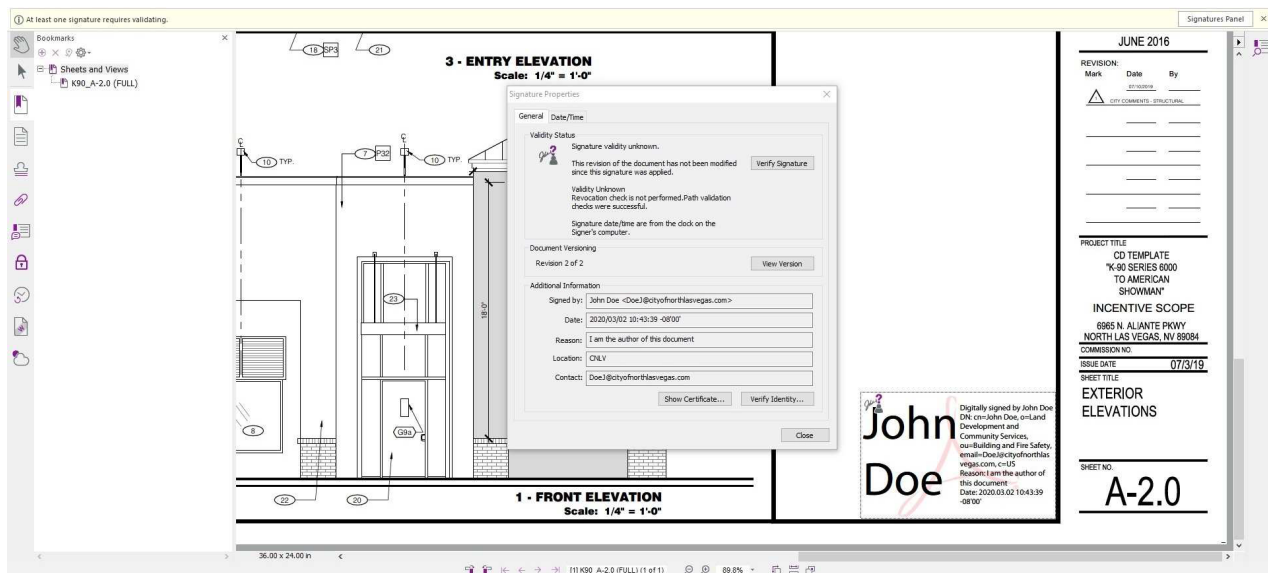 At least one signature requires validating.
Signatures Panel
Bookmarks
Sheets and Views
K90_A-2.0 (FULL)
18
SP3
21
3 - ENTRY ELEVATION
Scale: 1/4" = 1'-0"
10 TYP.
7
P32
10 TYP.
23
18'-0"
8
G9a
22
20
1 - FRONT ELEVATION
Scale: 1/4" = 1'-0"
Signature Properties
General
Date/Time
Validity Status
Signature validity unknown.
This revision of the document has not been modified
since this signature was applied.
Verify Signature
Validity Unknown
Revocation check is not performed.Path validation
checks were successful.
Signature date/time are from the clock on the
Signer's computer.
Document Versioning
Revision 2 of 2
View Version
Additional Information
Signed by: John Doe <DoeJ@cityofnorthlasvegas.com>
Date: 2020/03/02 10:43:39 -08'00'
Reason: I am the author of this document
Location: CNLV
Contact: DoeJ@cityofnorthlasvegas.com
Show Certificate...
Verify Identity...
Close
John
Doe
Digitally signed by John Doe
DN: cn=John Doe, o=Land
Development and
Community Services,
ou=Building and Fire Safety,
email=DoeJ@cityofnorthlas
vegas.com, c=US
Reason: I am the author of
this document
Date: 2020.03.02 10:43:39
-08'00'
JUNE 2016
REVISION:
Mark Date By
07/10/2019
CITY COMMENTS - STRUCTURAL
PROJECT TITLE
CD TEMPLATE
"K-90 SERIES 6000
TO AMERICAN
SHOWMAN"
INCENTIVE SCOPE
6965 N. ALIANTE PKWY
NORTH LAS VEGAS, NV 89084
COMMISSION NO.
ISSUE DATE 07/3/19
SHEET TITLE
EXTERIOR
ELEVATIONS
SHEET NO.
A-2.0
36.00 x 24.00 in
[1] K90_A-2.0 (FULL) (1 of 1)
89.8%